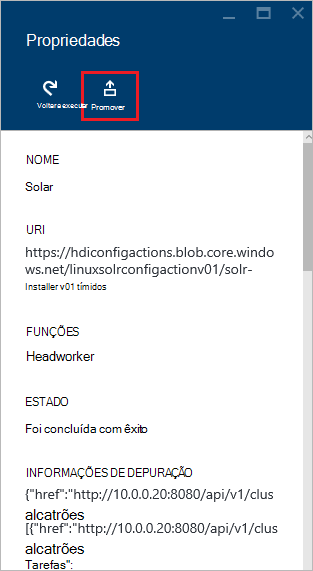 Propriedades
Voltar a executar
Promover
NOME
Solar
URI
https://hdiconfigactions.blob.core.windo
ws.net/linuxsolrconfigactionv01/solr-
Installer v01 tímidos
FUNÇÕES
Headworker
ESTADO
Foi concluída com êxito
INFORMAÇÕES DE DEPURAÇÃO
{"href":"http://10.0.0.20:8080/api/v1/clus
alcatrões
[{"href":"http://10.0.0.20:8080/api/v1/clus
alcatrões
Tarefas":